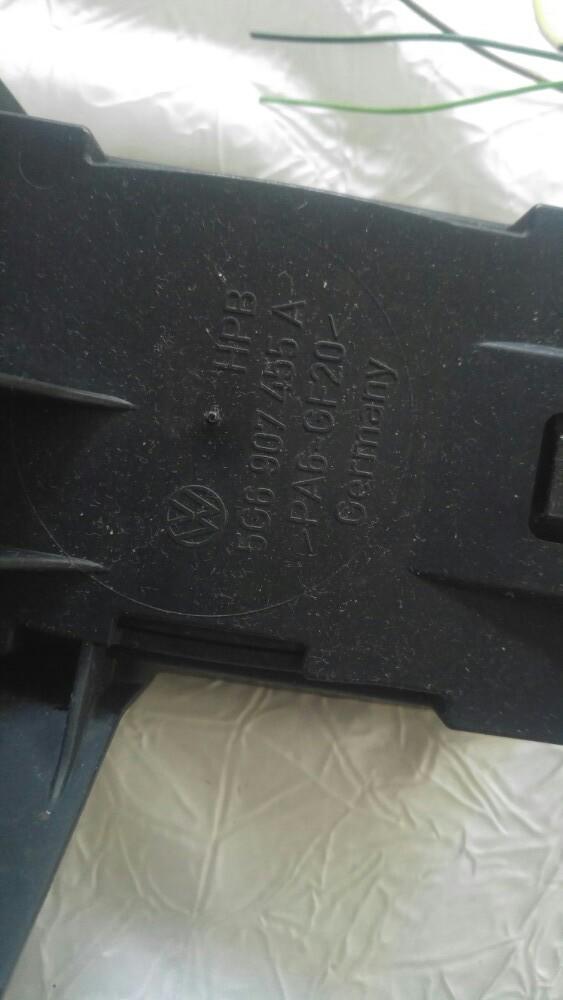 HPB
5G6 907 455 A
>PA6-GF20<
Germany